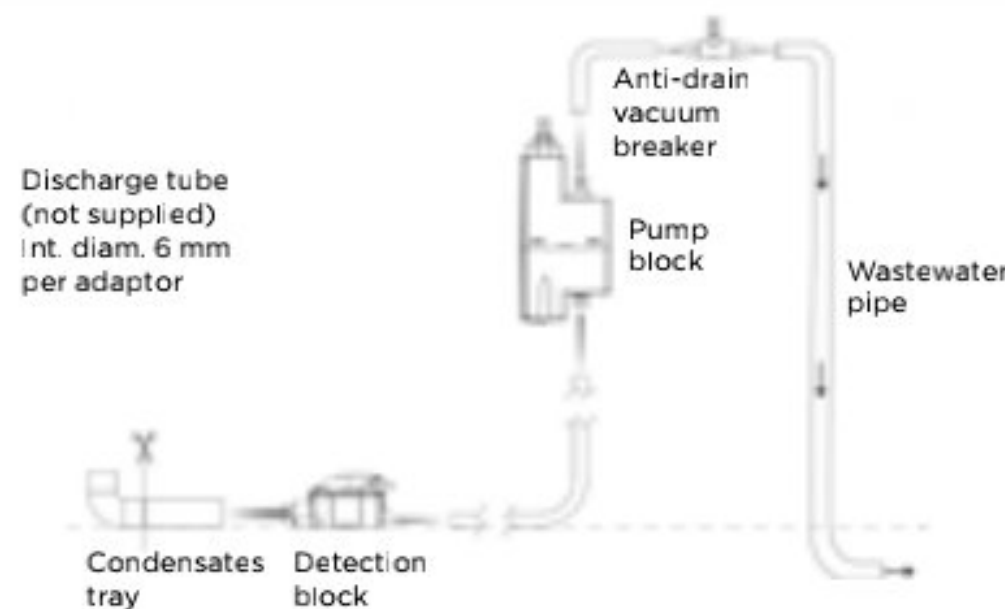 Anti-drain
vacuum
breaker
Discharge tube
(not supplied)
Int. diam. 6 mm
per adaptor
Pump
block
Wastewater
pipe
Condensates
tray
Detection
block